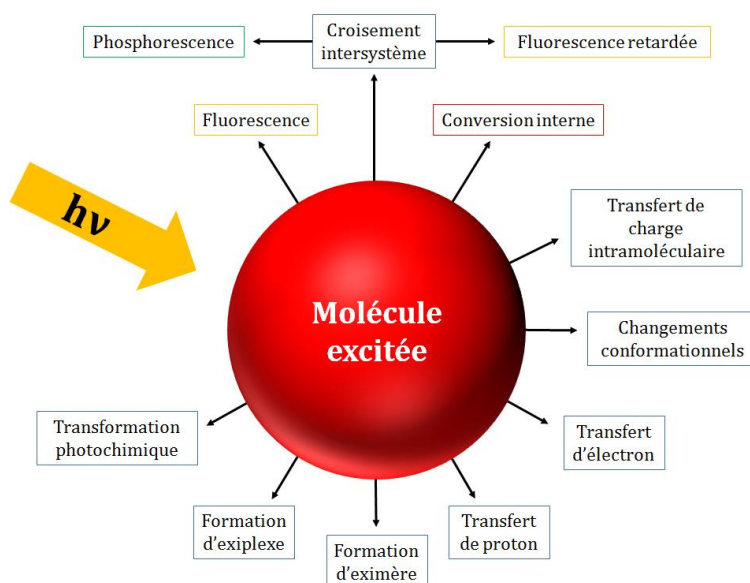 Croisement
intersystème
Phosphorescence
Fluorescence retardée
Fluorescence
Conversion interne
hν
Transfert de
charge
intramoléculaire
Molécule
excitée
Changements
conformationnels
Transformation
photochimique
Transfert
d'électron
Formation
d'exiplexe
Transfert
de proton
Formation
d'eximère